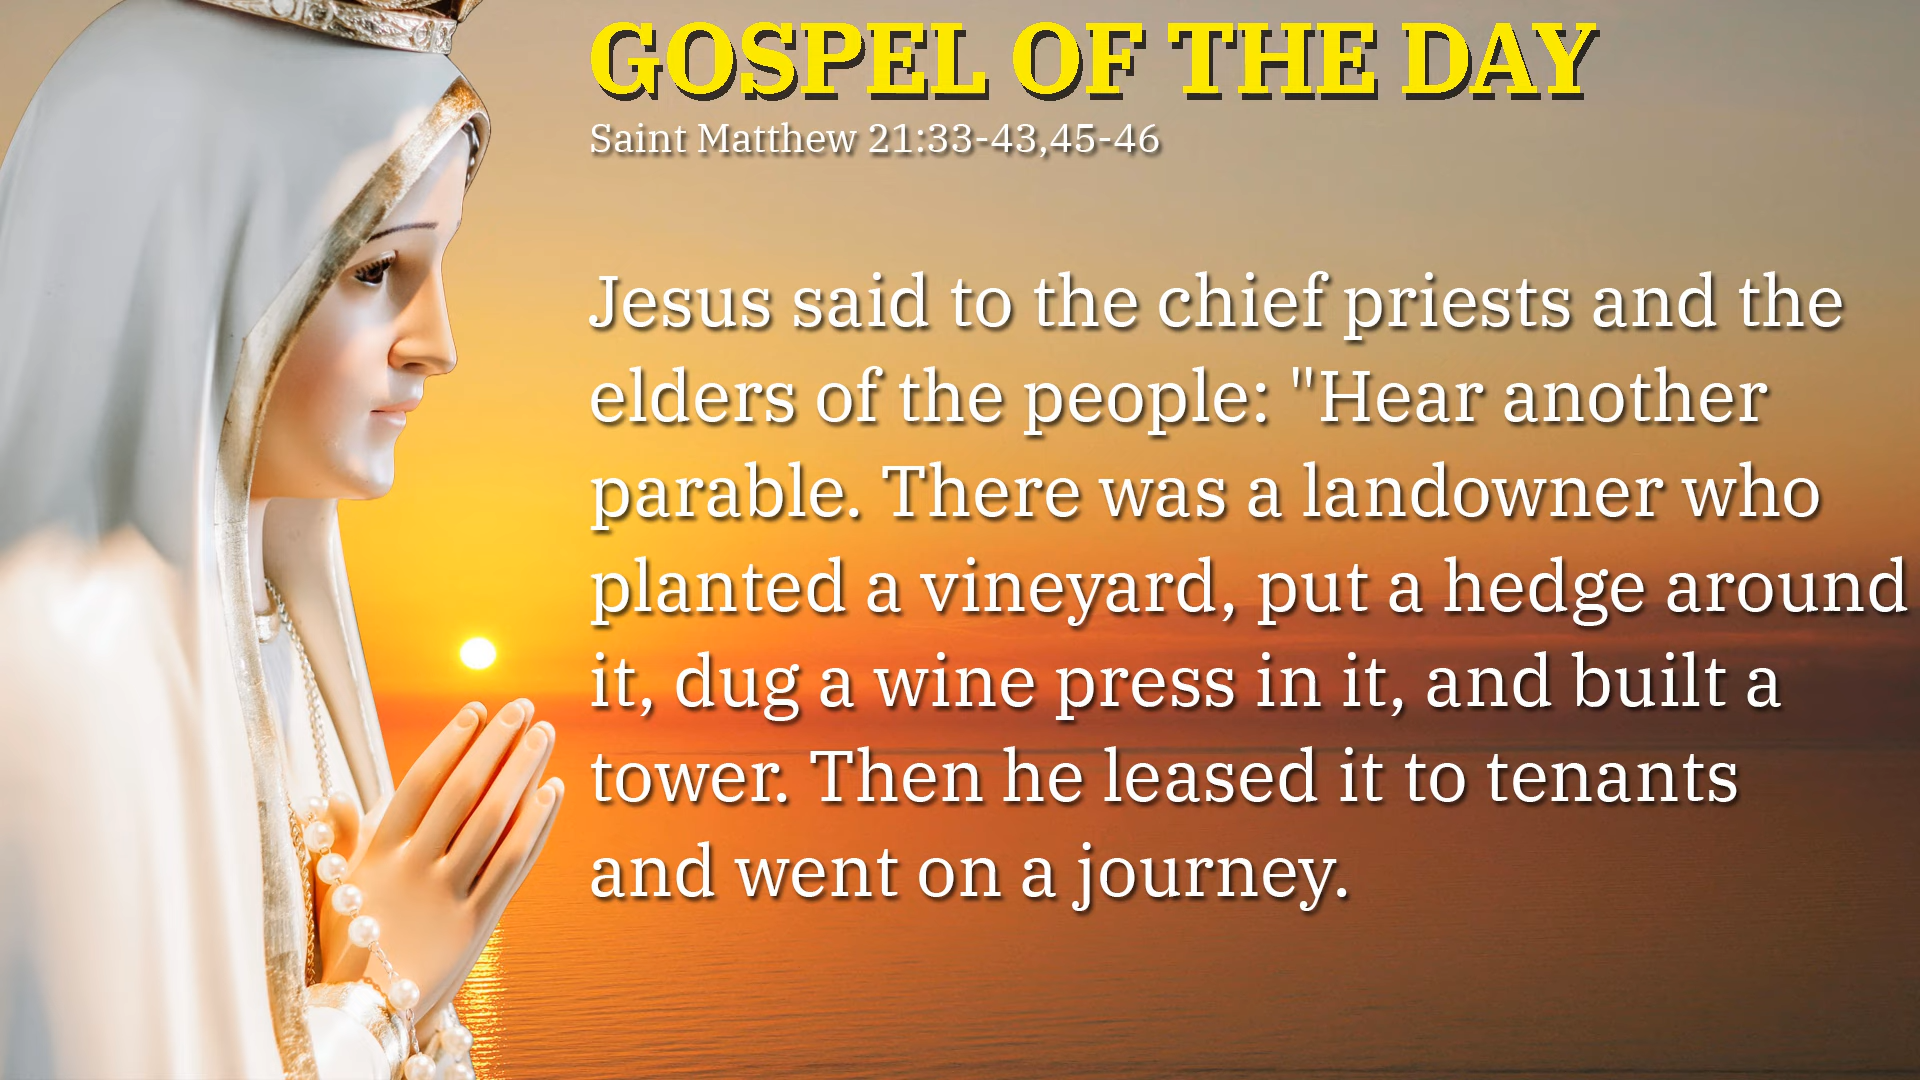 GOSPEL OF THE DAY
Saint Matthew 21:33-43,45-46
Jesus said to the chief priests and the
elders of the people: "Hear another
parable. There was a landowner who
planted a vineyard, put a hedge around
it, dug a wine press in it, and built a
tower. Then he leased it to tenants
and went on a journey.